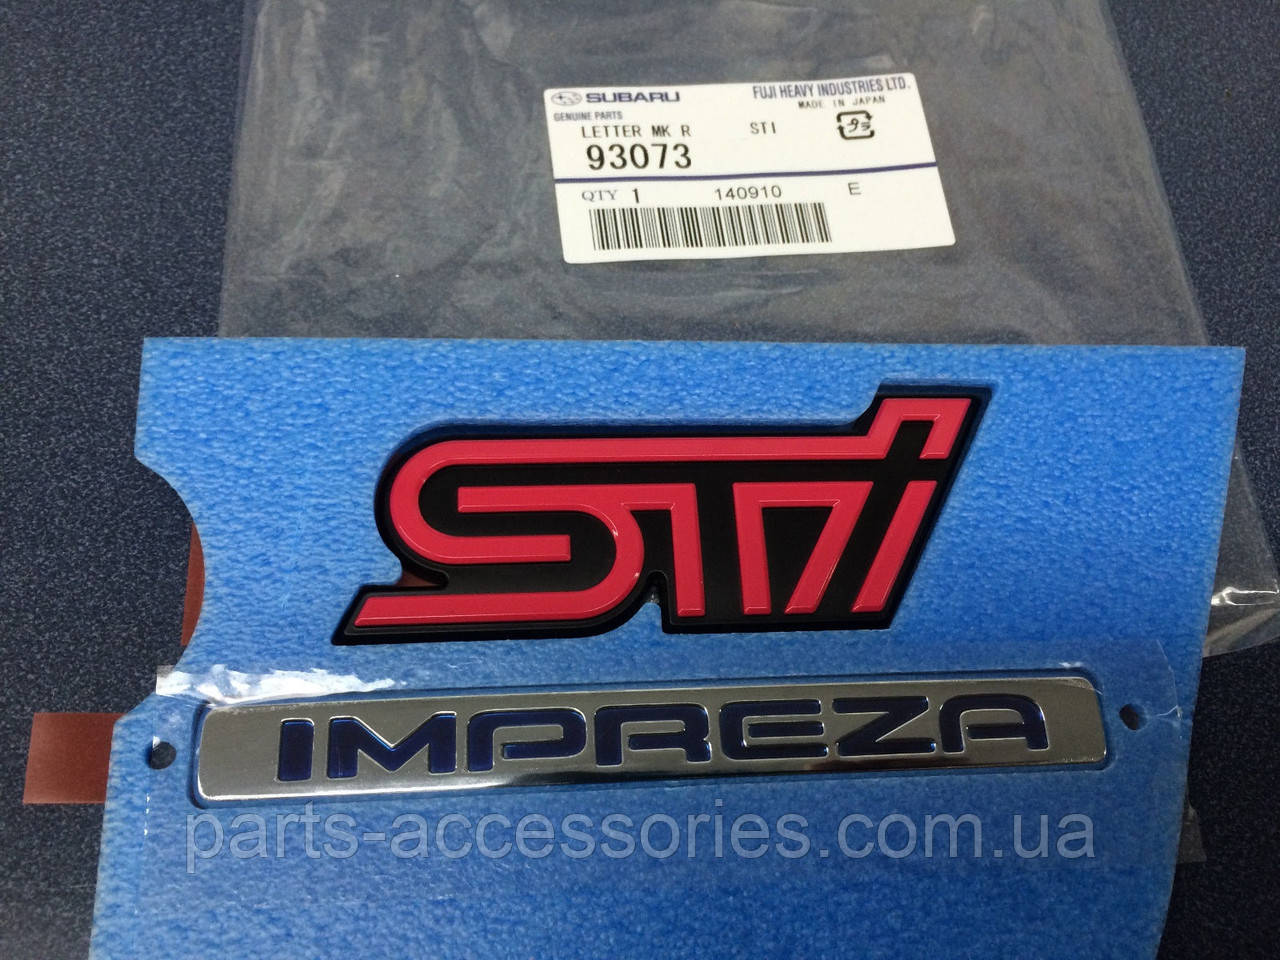 SUBARU FUJI HEAVY INDUSTRIES LTD.
GENUINE PARTS MADE IN JAPAN
LETTER MK R STI
93073
QTY 1 140910 E
STI
IMPREZA
parts-accessories.com.ua